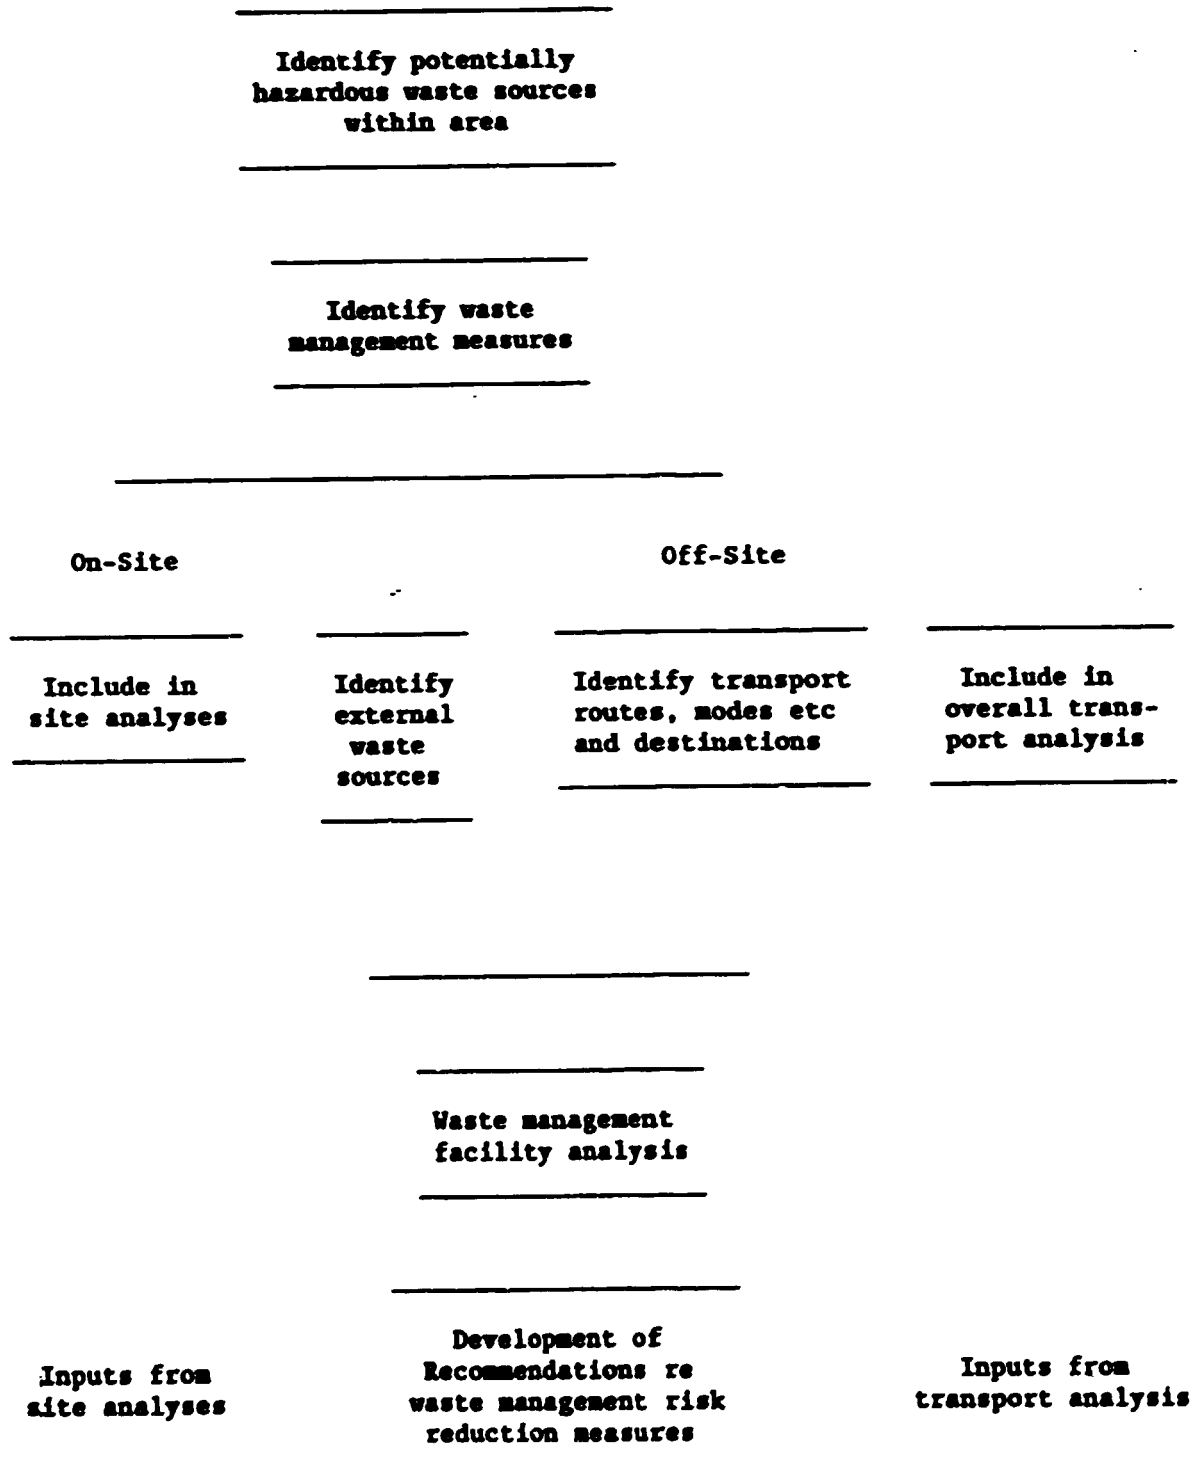 Identify potentially
hazardous waste sources
within area
Identify waste
management measures
On-Site
Off-Site
Include in
site analyses
Identify
external
waste
sources
Identify transport
routes, modes etc
and destinations
Include in
overall trans-
port analysis
Waste management
facility analysis
Inputs from
site analyses
Development of
Recommendations re
waste management risk
reduction measures
Inputs from
transport analysis